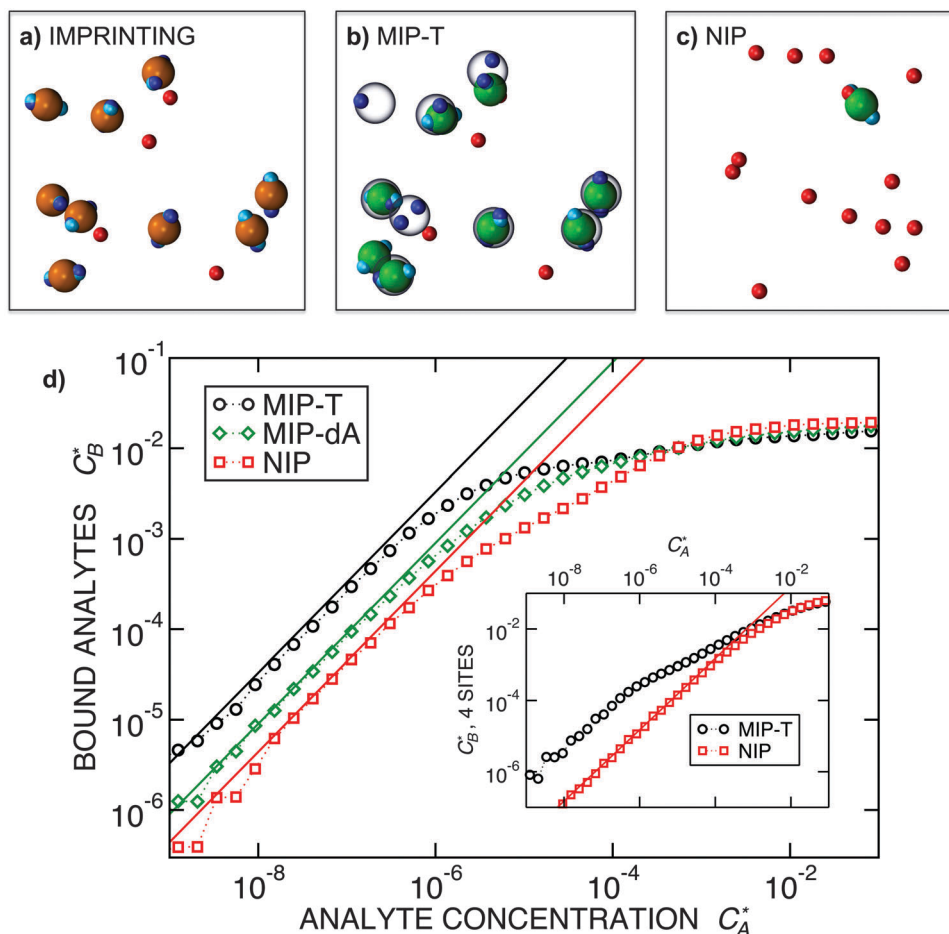 a) IMPRINTING
b) MIP-T
c) NIP
d)
10^-1
10^-2
10^-3
10^-4
10^-5
10^-6
BOUND ANALYTES C*_B
MIP-T
MIP-dA
NIP
C*_A
10^-8 10^-6 10^-4 10^-2
10^-2
10^-4
10^-6
C*_B, 4 SITES
MIP-T
NIP
10^-8 10^-6 10^-4 10^-2
ANALYTE CONCENTRATION C*_A